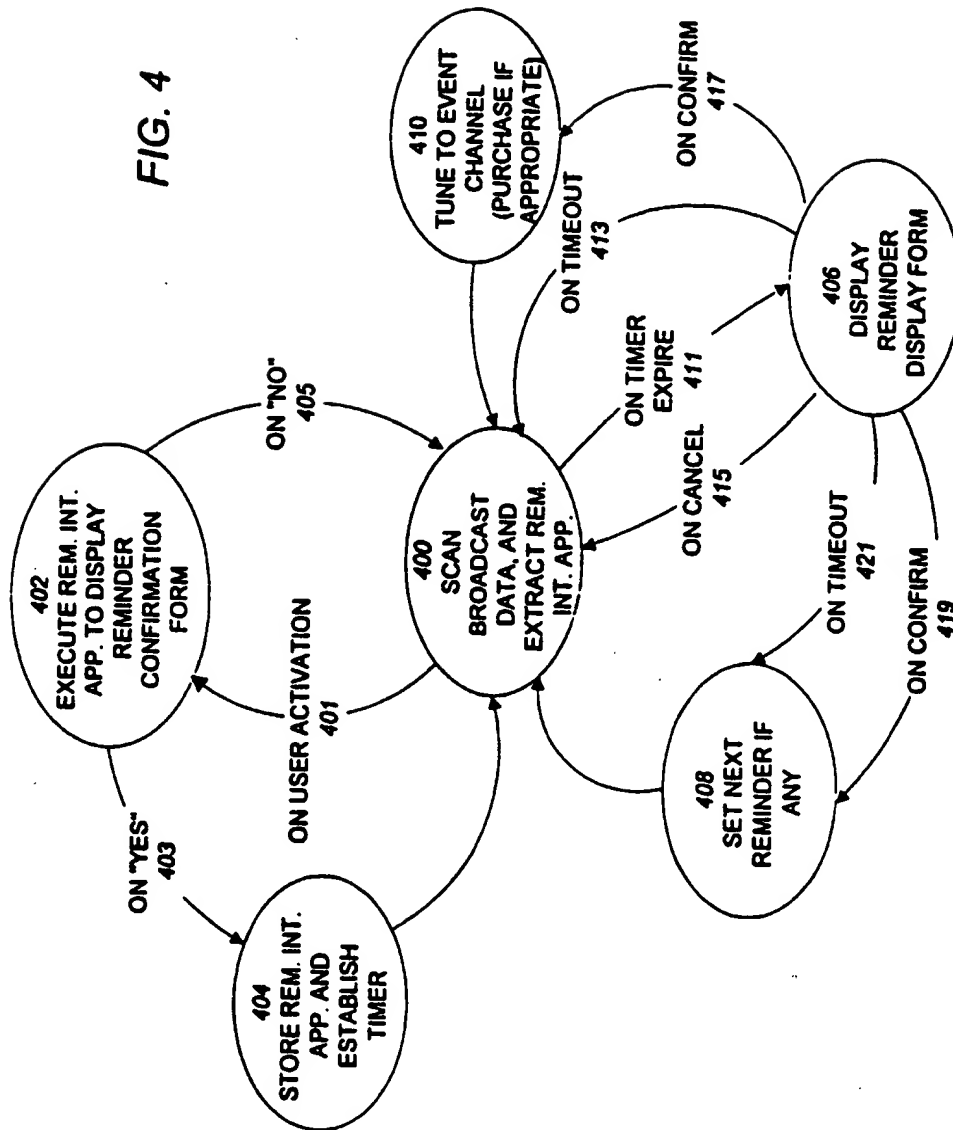 FIG. 4
402
EXECUTE REM. INT.
APP. TO DISPLAY
REMINDER
CONFIRMATION
FORM
ON "YES"
403
ON "NO"
405
404
STORE REM. INT.
APP. AND
ESTABLISH
TIMER
ON USER ACTIVATION
401
400
SCAN
BROADCAST
DATA, AND
EXTRACT REM.
INT. APP.
410
TUNE TO EVENT
CHANNEL
(PURCHASE IF
APPROPRIATE)
ON TIMEOUT
413
ON CONFIRM
417
ON TIMER
EXPIRE
411
ON CANCEL
415
406
DISPLAY
REMINDER
DISPLAY FORM
ON TIMEOUT
421
ON CONFIRM
419
408
SET NEXT
REMINDER IF
ANY